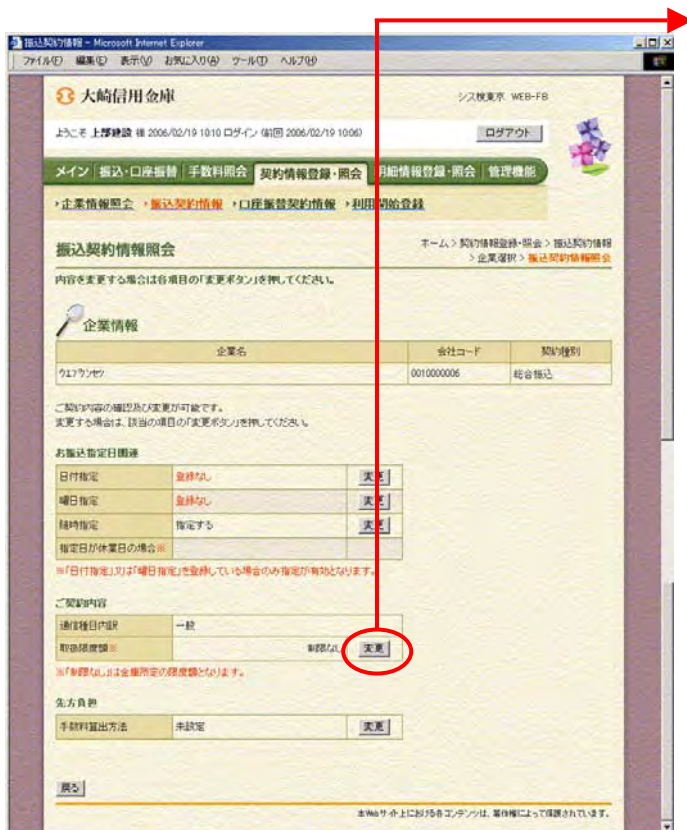 振込契約情報 - Microsoft Internet Explorer
ファイル(F) 編集(E) 表示(V) お気に入り(A) ツール(T) ヘルプ(H)
大崎信用金庫
シス検東京 WEB-FB
ようこそ 上野建設 様 2006/02/19 1010 ログイン (前回 2006/02/19 1006)
ログアウト
メイン 振込・口座振替 手数料照会 契約情報登録・照会 明細情報登録・照会 管理機能
企業情報照会 振込契約情報 口座振替契約情報 利用開始登録
振込契約情報照会
ホーム > 契約情報登録・照会 > 振込契約情報
> 企業選択 > 振込契約情報照会
内容を変更する場合は各項目の「変更ボタン」を押してください。
企業情報
企業名 会社コード 契約種別
0010000006 総合振込
ご契約内容の確認及び変更が可能です。
変更する場合は、該当の項目の「変更ボタン」を押してください。
お振込指定日関連
日付指定 登録なし 変更
曜日指定 登録なし 変更
随時指定 指定する 変更
指定日が休業日の場合※
※「日付指定」又は「曜日指定」を登録している場合のみ指定が有効となります。
ご契約内容
通信種目内訳 一般
取扱限度額※ 制限なし 変更
※「制限なし」は金庫所定の限度額となります。
先方負担
手数料算出方法 未設定 変更
戻る
本Webサイト上における各コンテンツは、著作権によって保護されています。